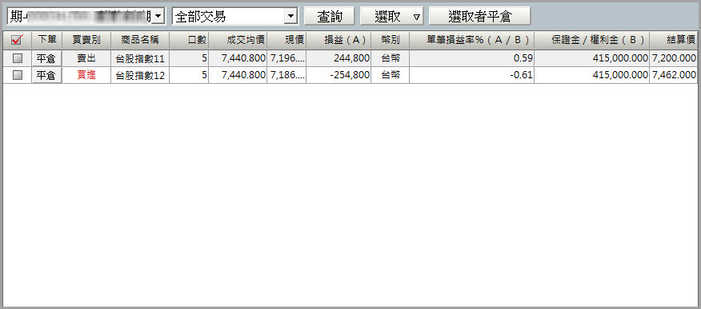 期- 全部交易 查詢 選取 ▽ 選取者平倉
下單 買賣別 商品名稱 口數 成交均價 現價 損益(A) 幣別 單筆損益率%(A/B) 保證金/權利金(B) 結算價
平倉 賣出 台股指數11 5 7,440.800 7,196.... 244,800 台幣 0.59 415,000.000 7,200.000
平倉 買進 台股指數12 5 7,440.800 7,186.... -254,800 台幣 -0.61 415,000.000 7,462.000